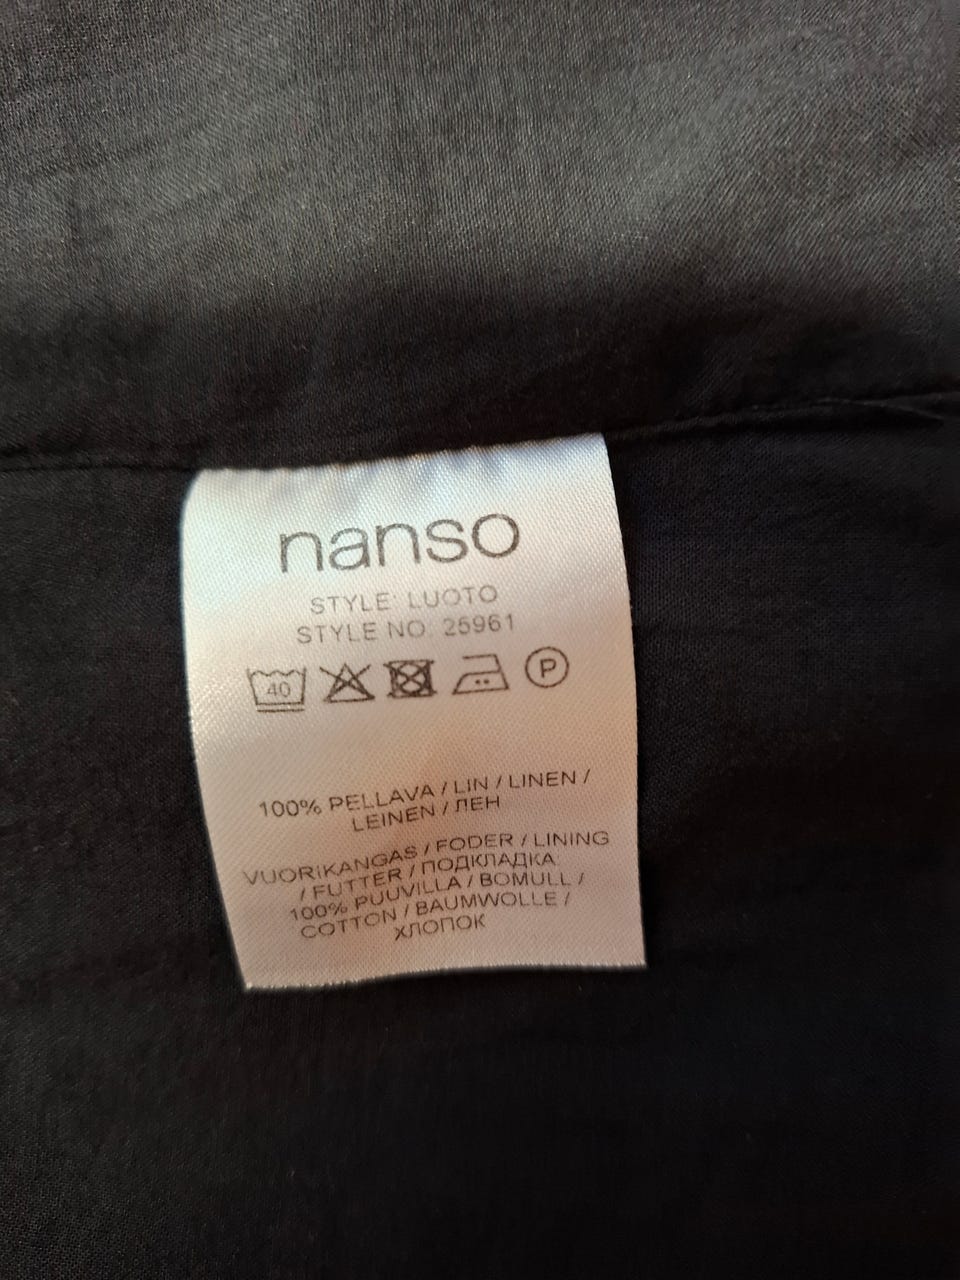 nanso
STYLE: LUOTO
STYLE NO: 25961
40 P
100% PELLAVA / LIN / LINEN /
LEINEN / ЛЕН
VUORIKANGAS / FODER / LINING
/ FUTTER / ПОДКЛАДКА:
100% PUUVILLA / BOMULL /
COTTON / BAUMWOLLE /
ХЛОПОК